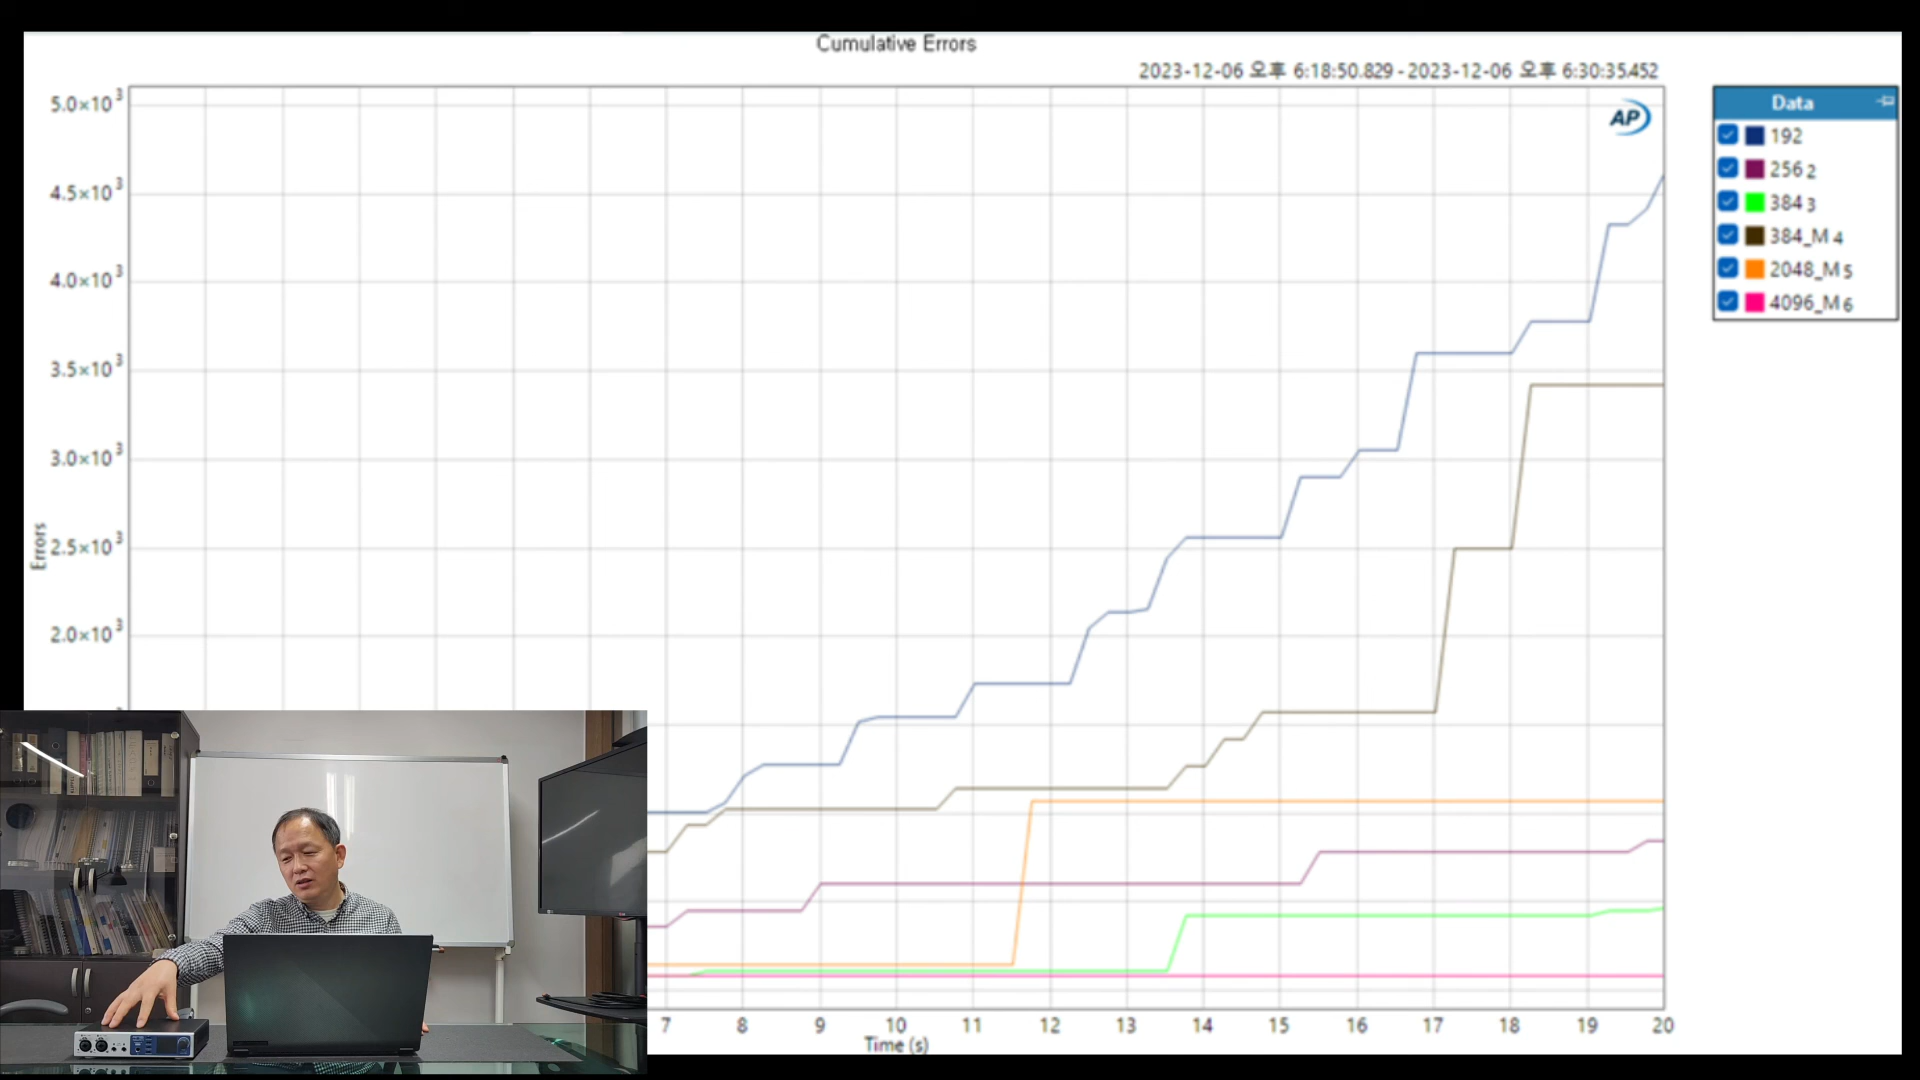 Cumulative Errors
2023-12-06 오후 6:18:50.829 - 2023-12-06 오후 6:30:35.452
5.0×10³
4.5×10³
4.0×10³
3.5×10³
3.0×10³
2.5×10³
2.0×10³
Errors
AP
Data
192
256 2
384 3
384_M 4
2048_M 5
4096_M 6
7 8 9 10 11 12 13 14 15 16 17 18 19 20
Time (s)